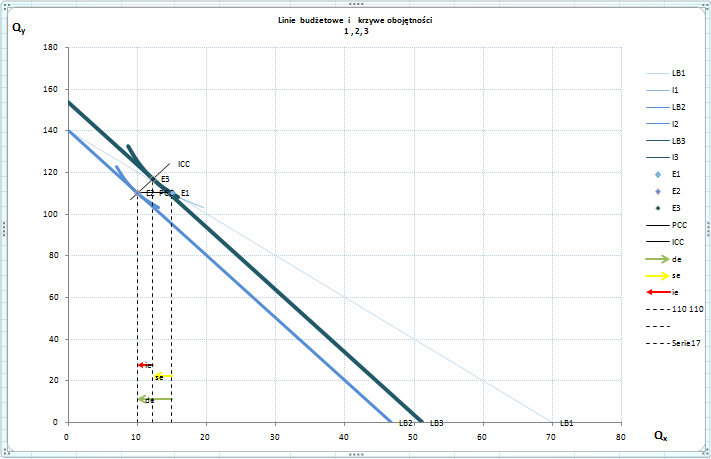 Linie budżetowe i krzywe obojętności
1 , 2, 3
Qy
180
160
140
120
100
80
60
40
20
0
0 10 20 30 40 50 60 70 80
Qx
ICC
E3
E2 PCC E1
ie
se
de
LB2 LB3 LB1
LB1
I1
LB2
I2
LB3
I3
E1
E2
E3
PCC
ICC
de
se
ie
110 110
Serie17